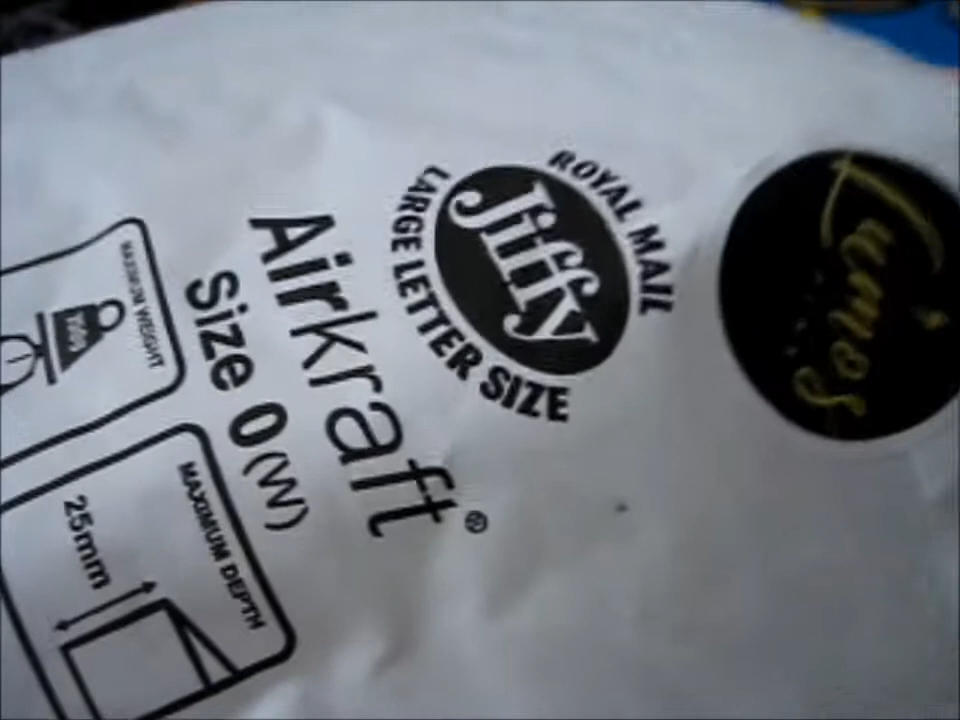 ROYAL MAIL
Jiffy
LARGE LETTER SIZE
Airkraft®
Size 0 (W)
MAXIMUM WEIGHT
MAXIMUM DEPTH
25mm